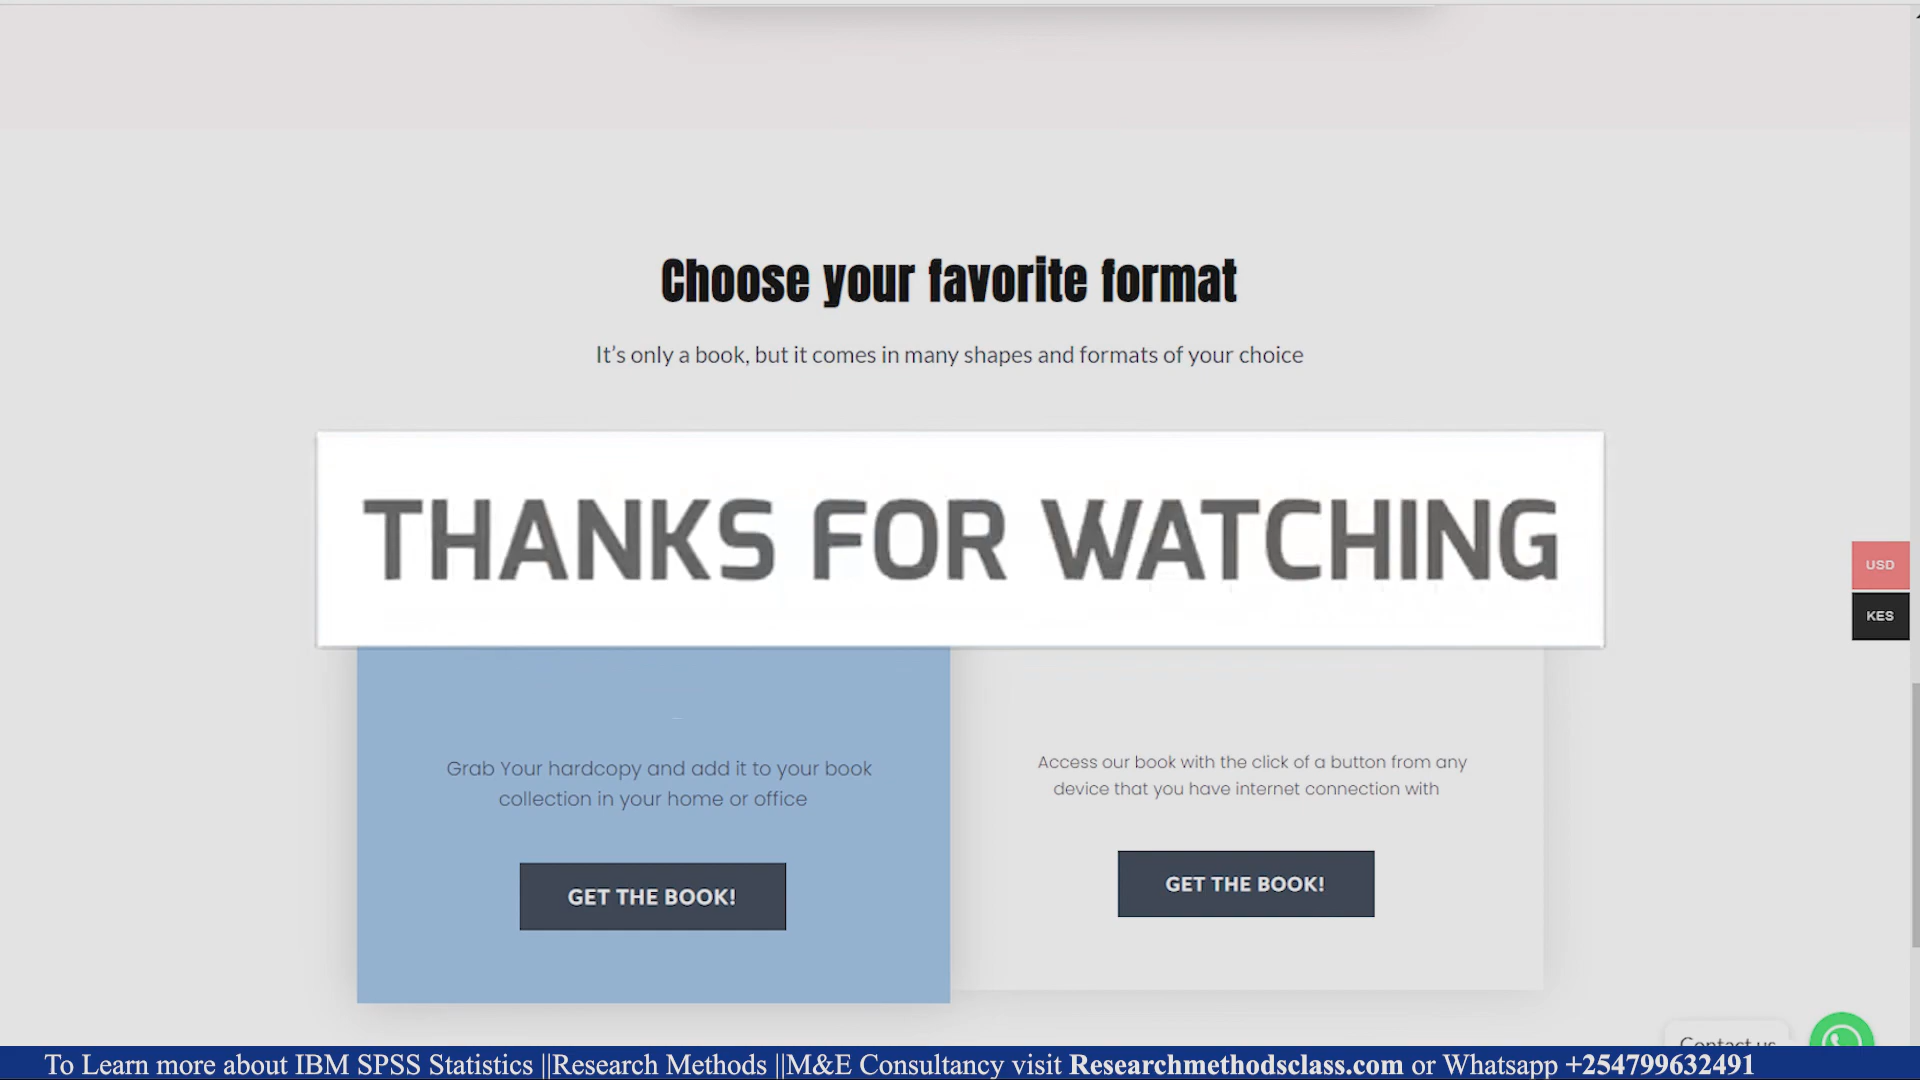 Choose your favorite format
It’s only a book, but it comes in many shapes and formats of your choice
THANKS FOR WATCHING
USD
KES
Grab Your hardcopy and add it to your book
collection in your home or office
GET THE BOOK!
Access our book with the click of a button from any
device that you have internet connection with
GET THE BOOK!
Contact us
To Learn more about IBM SPSS Statistics ||Research Methods ||M&E Consultancy visit Researchmethodsclass.com or Whatsapp +254799632491